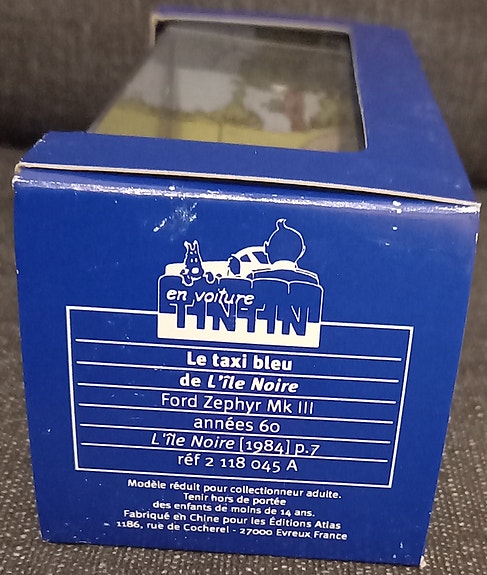 en voiture
TINTIN
Le taxi bleu
de L'île Noire
Ford Zephyr Mk III
années 60
L'île Noire [1984] p.7
réf 2 118 045 A
Modèle réduit pour collectionneur adulte.
Tenir hors de portée
des enfants de moins de 14 ans.
Fabriqué en Chine pour les Éditions Atlas
1186, rue de Cocherel - 27000 Evreux France